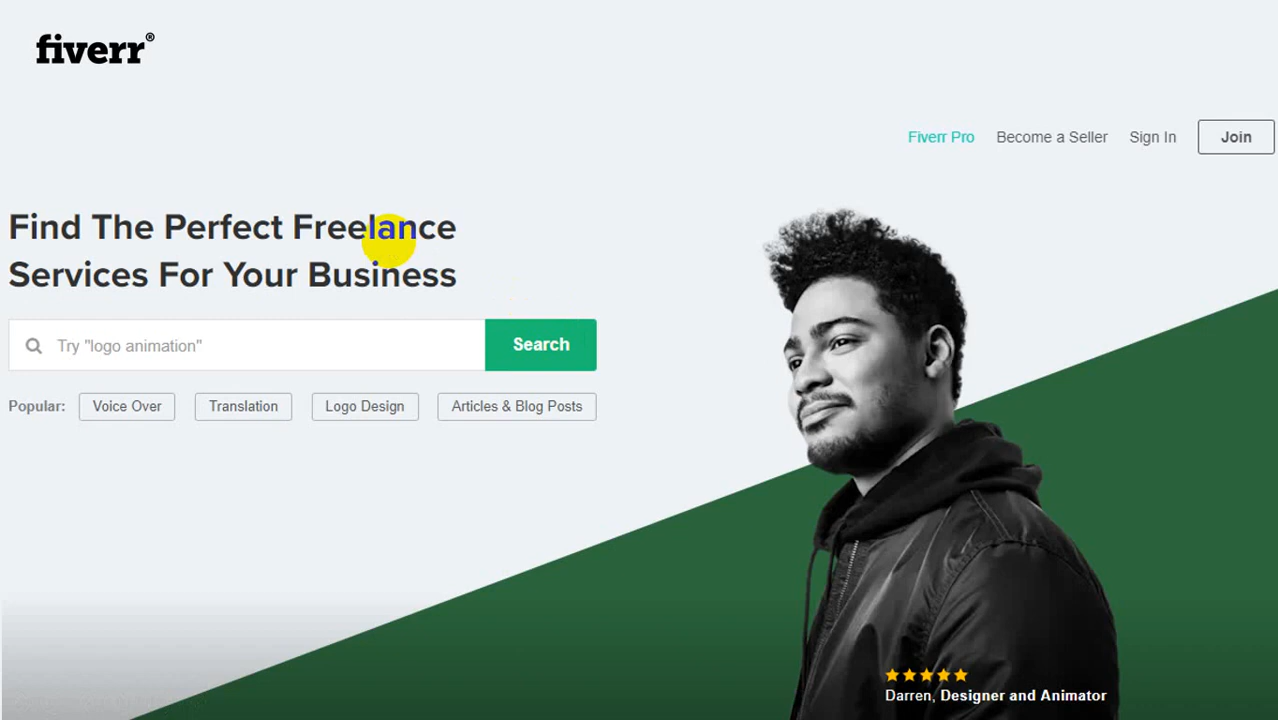 fiverr®
Fiverr Pro Become a Seller Sign In Join
Find The Perfect Freelance
Services For Your Business
Try "logo animation" Search
Popular: Voice Over Translation Logo Design Articles & Blog Posts
Darren, Designer and Animator